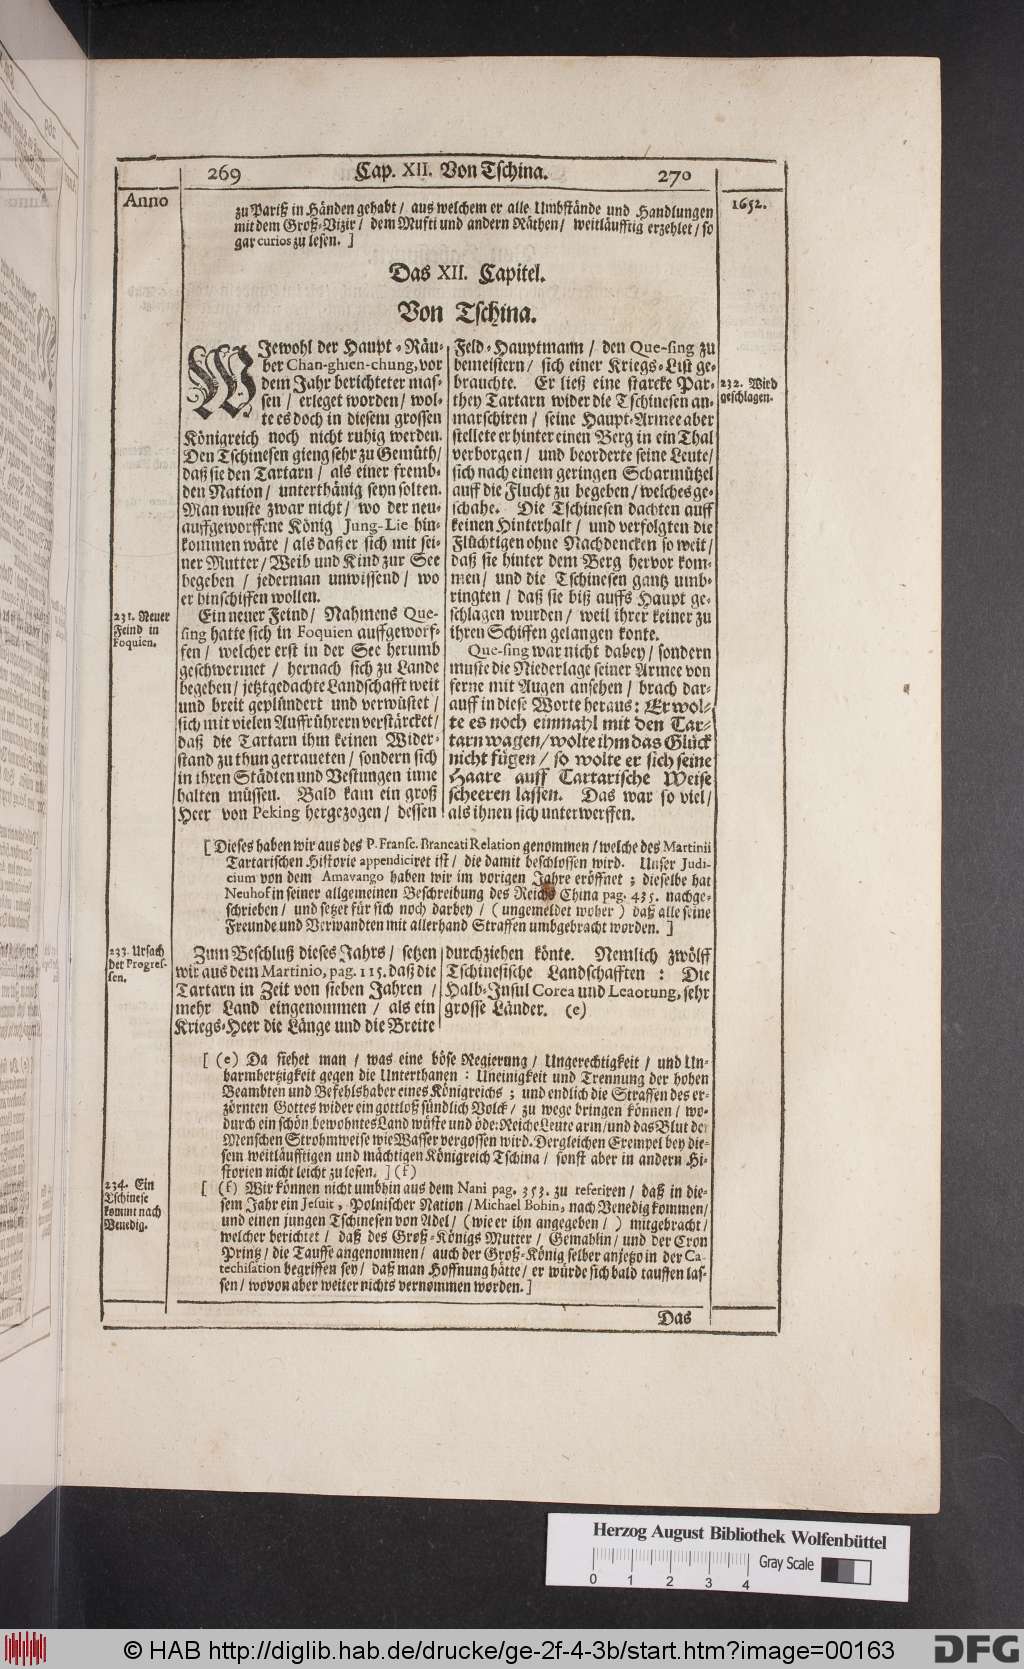 269 Cap. XII. Von Tschina. 270
Anno
1652.
zu Pariß in Händen gehabt / aus welchem er alle Umbstände und Handlungen
mit dem Groß-Vizir / dem Mufti und andern Räthen / weitläufftig erzehlet / so
gar curios zu lesen. ]
Das XII. Capitel.
Von Tschina.
WJewohl der Haupt-Räu-
ber Chan-ghien-chung, vor
dem Jahr berichteter mas-
sen / erleget worden / wol-
te es doch in diesem grossen
Königreich noch nicht ruhig werden.
Den Tschinesen gieng sehr zu Gemüth /
daß sie den Tartarn / als einer fremb-
den Nation / unterthänig seyn solten.
Man wuste zwar nicht / wo der neu-
auffgeworffene König Jung-Lie hin-
kommen wäre / als daß er sich mit sei-
ner Mutter / Weib und Kind zur See
begeben / jederman unwissend / wo
er hinschiffen wollen.
231. Neuer
Feind in
Foquien.
Ein neuer Feind / Nahmens Que-
sing hatte sich in Foquien auffgeworf-
fen / welcher erst in der See herumb
geschwermet / hernach sich zu Lande
begeben / jetztgedachte Landschafft weit
und breit geplündert und verwüstet /
sich mit vielen Auffrührern verstärcket /
daß die Tartarn ihm keinen Wider-
stand zu thun getraueten / sondern sich
in ihren Städten und Vestungen inne
halten müssen. Bald kam ein groß
Heer von Peking hergezogen / dessen
Feld-Hauptmann / den Que-sing zu
bemeistern / sich einer Kriegs-List ge-
brauchte. Er ließ eine starcke Par-
they Tartarn wider die Tschinesen an-
marschiren / seine Haupt-Armee aber
stellete er hinter einen Berg in ein Thal
verborgen / und beorderte seine Leute /
sich nach einem geringen Scharmützel
auff die Flucht zu begeben / welches ge-
schahe. Die Tschinesen dachten auff
keinen Hinterhalt / und verfolgten die
Flüchtigen ohne Nachdencken so weit /
daß sie hinter dem Berg hervor kom-
men / und die Tschinesen gantz umb-
ringten / daß sie biß auffs Haupt ge-
schlagen wurden / weil ihrer keiner zu
ihren Schiffen gelangen konte.
232. Wird
geschlagen.
Que-sing war nicht dabey / sondern
muste die Niederlage seiner Armee von
ferne mit Augen ansehen / brach dar-
auff in diese Worte heraus: Er wol-
te es noch einmahl mit den Tar-
tarn wagen / wolte ihm das Glück
nicht fügen / so wolte er sich seine
Haare auff Tartarische Weise
scheeren lassen. Das war so viel /
als ihnen sich unterwerffen.
[ Dieses haben wir aus des P. Fransc. Brancati Relation genommen / welche des Martinii
Tartarischen Historie appendiciret ist / die damit beschlossen wird. Unser Judi-
cium von dem Amavango haben wir im vorigen Jahre eröffnet ; dieselbe hat
Neuhof in seiner allgemeinen Beschreibung des Reichs China pag. 435. nachge-
schrieben / und setzet für sich noch darbey / ( ungemeldet woher ) daß alle seine
Freunde und Verwandten mit allerhand Straffen umbgebracht worden. ]
233. Ursach
der Progres-
sen.
Zum Beschluß dieses Jahrs / setzen
wir aus dem Martinio, pag. 115. daß die
Tartarn in Zeit von sieben Jahren /
mehr Land eingenommen / als ein
Kriegs-Heer die Länge und die Breite
durchziehen könte. Nemlich zwölff
Tschinesische Landschafften : Die
Halb-Insul Corea und Leaotung, sehr
grosse Länder. (e)
[ (e) Da siehet man / was eine böse Regierung / Ungerechtigkeit / und Un-
barmhertzigkeit gegen die Unterthanen : Uneinigkeit und Trennung der hohen
Beambten und Befehlshaber eines Königreichs ; und endlich die Straffen des er-
zörnten Gottes wider ein gottloß sündlich Volck / zu wege bringen können / wo-
durch ein schön bewohntes Land wüste und öde: Reiche Leute arm / und das Blut der
Menschen Strohmweise wie Wasser vergossen wird. Dergleichen Exempel bey die-
sem weitläufftigen und mächtigen Königreich Tschina / sonst aber in andern Hi-
storien nicht leicht zu lesen. ] (f)
234. Ein
Tschinese
kommt nach
Venedig.
[ (f) Wir können nicht umbhin aus dem Nani pag. 353. zu referiren / daß in die-
sem Jahr ein Jesuit, Polnischer Nation / Michael Bohin, nach Venedig kommen /
und einen jungen Tschinesen von Adel / ( wie er ihn angegeben / ) mitgebracht /
welcher berichtet / daß des Groß-Königs Mutter / Gemahlin / und der Cron
Printz / die Tauffe angenommen / auch der Groß-König selber anjetzo in der Ca-
techisation begriffen sey / daß man Hoffnung hätte / er würde sich bald tauffen las-
sen / wovon aber weiter nichts vernommen worden. ]
Das
Herzog August Bibliothek Wolfenbüttel
Gray Scale
0 1 2 3 4
© HAB http://diglib.hab.de/drucke/ge-2f-4-3b/start.htm?image=00163
DFG